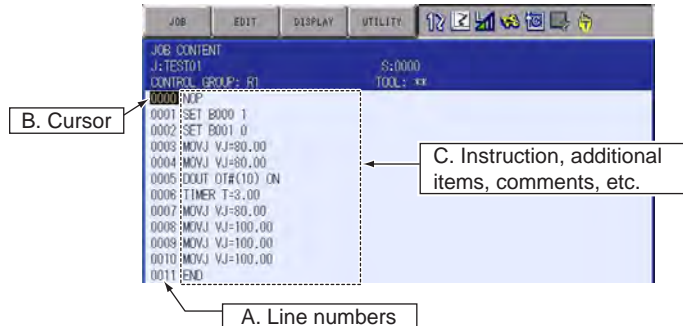 JOB EDIT DISPLAY UTILITY
JOB CONTENT
J:TEST01 S:0000
CONTROL GROUP: R1 TOOL: **
0000 NOP
0001 SET B000 1
0002 SET B001 0
0003 MOVJ VJ=80.00
0004 MOVJ VJ=80.00
0005 DOUT OT#(10) ON
0006 TIMER T=3.00
0007 MOVJ VJ=80.00
0008 MOVJ VJ=100.00
0009 MOVJ VJ=100.00
0010 MOVJ VJ=100.00
0011 END
B. Cursor
C. Instruction, additional
items, comments, etc.
A. Line numbers